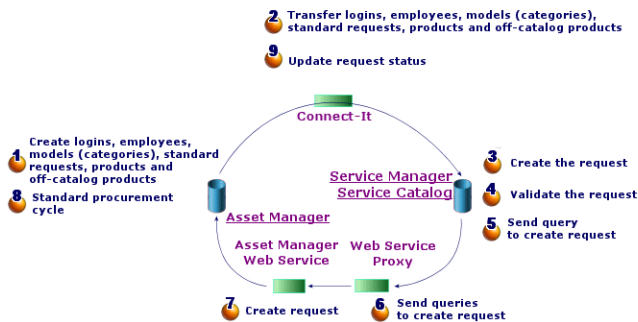 2 Transfer logins, employees, models (categories),
standard requests, products and off-catalog products
9 Update request status
Connect-It
1 Create logins, employees,
models (categories), standard
requests, products and
off-catalog products
8 Standard procurement
cycle
Asset Manager
Service Manager
Service Catalog
3 Create the request
4 Validate the request
5 Send query
to create request
Asset Manager
Web Service
Web Service
Proxy
7 Create request
6 Send queries
to create request